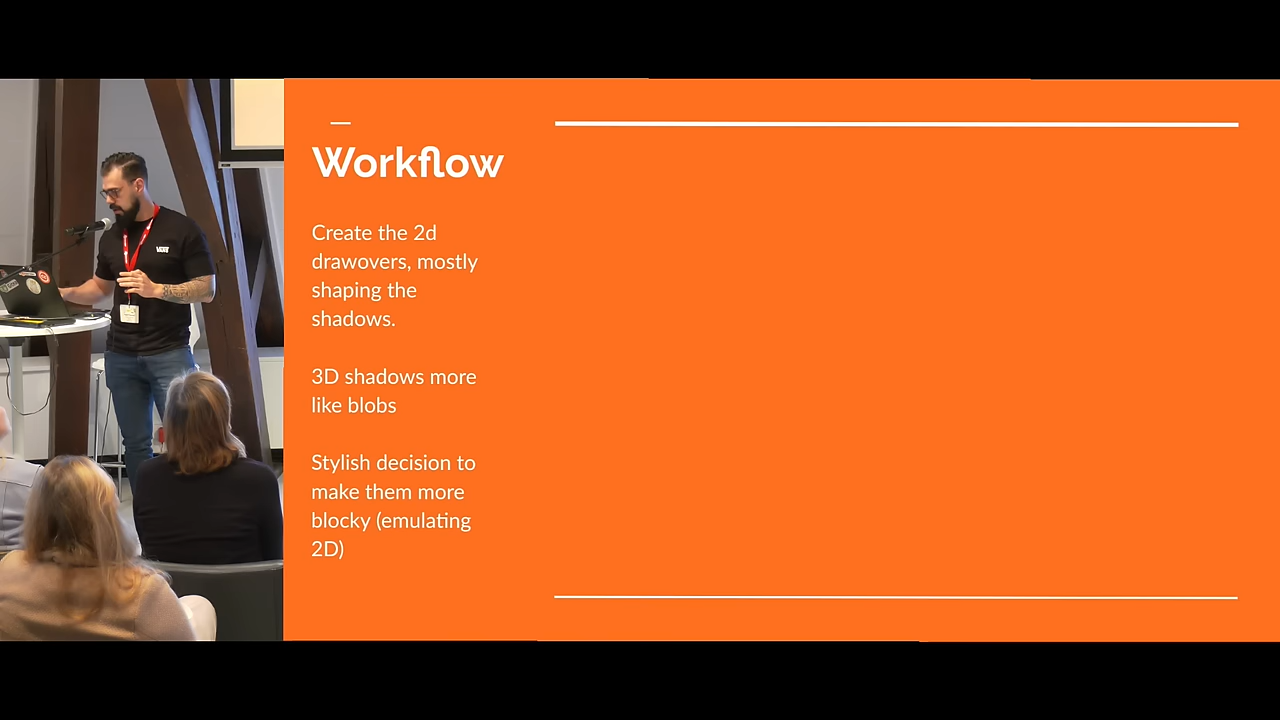 Workflow
Create the 2d
drawovers, mostly
shaping the
shadows.
3D shadows more
like blobs
Stylish decision to
make them more
blocky (emulating
2D)